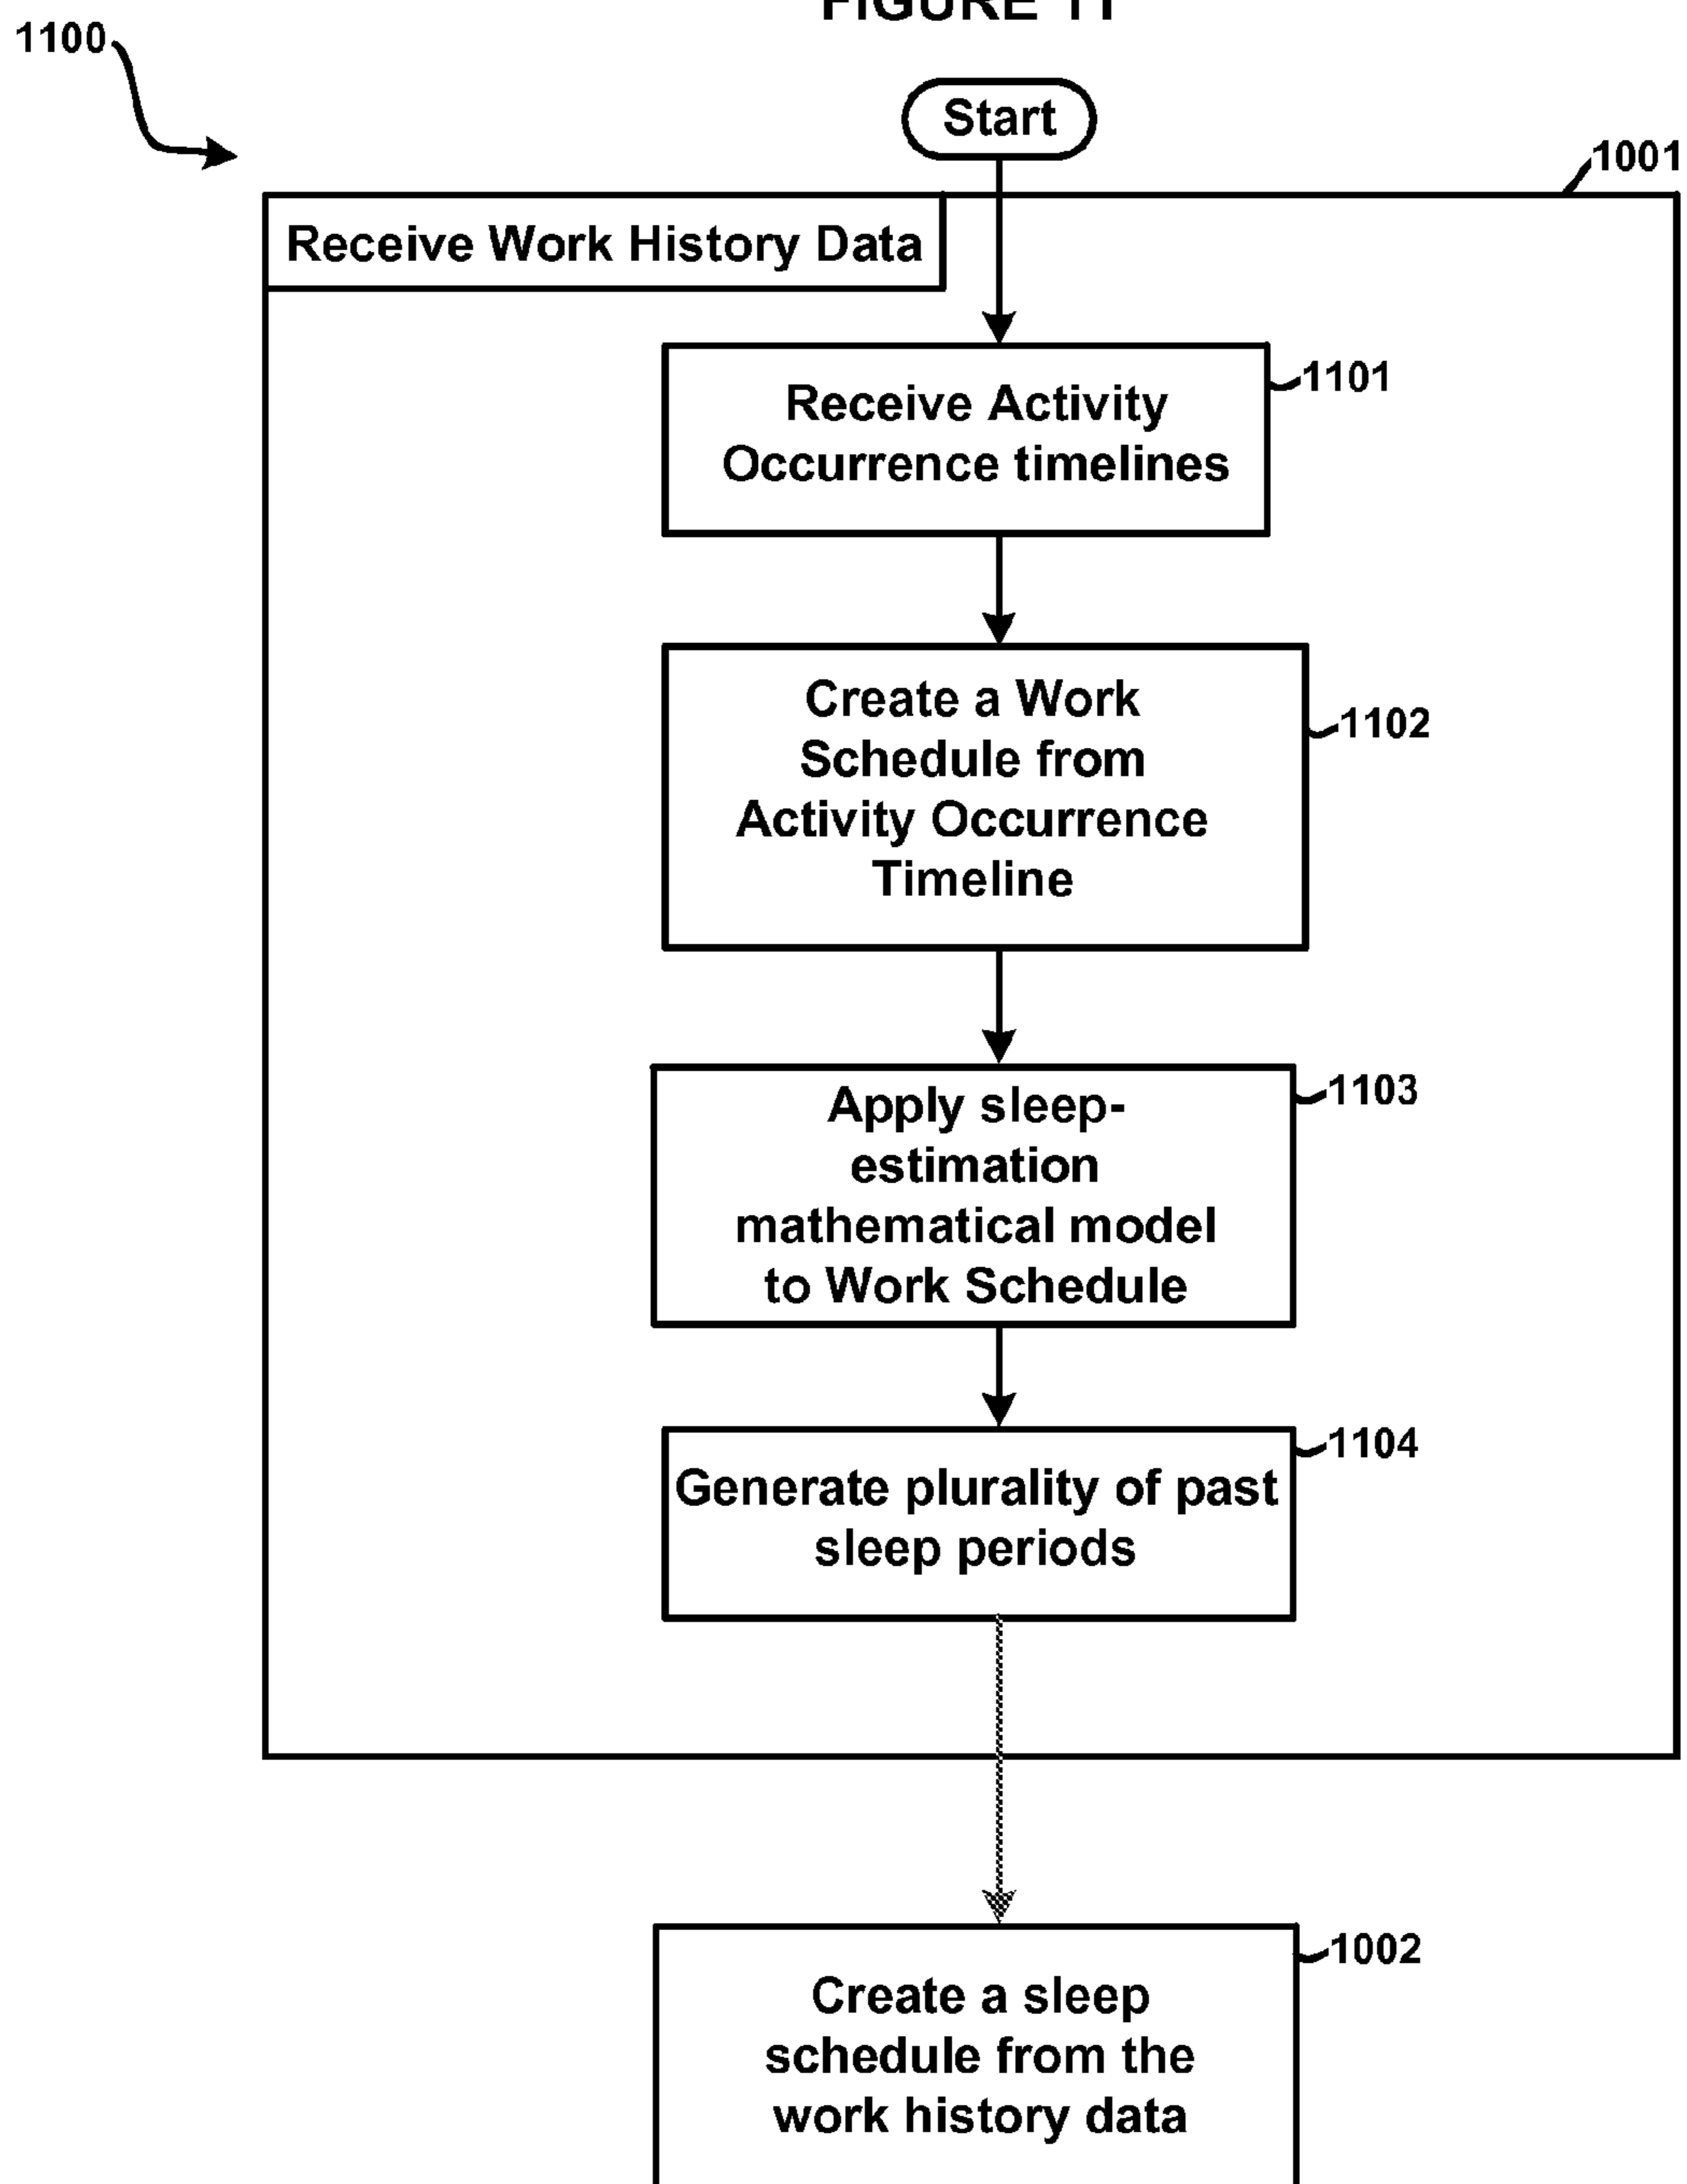 FIGURE 11
1100
Start
1001
Receive Work History Data
Receive Activity
Occurrence timelines
1101
Create a Work
Schedule from
Activity Occurrence
Timeline
1102
Apply sleep-
estimation
mathematical model
to Work Schedule
1103
Generate plurality of past
sleep periods
1104
Create a sleep
schedule from the
work history data
1002